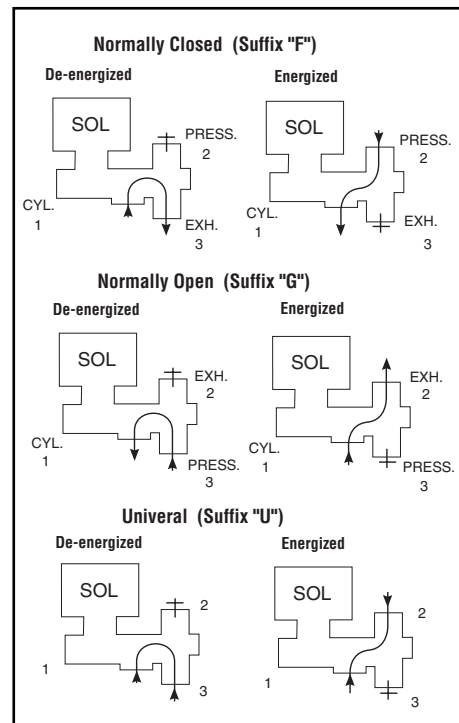 Normally Closed (Suffix "F")
De-energized
Energized
SOL
PRESS.
2
CYL.
1
EXH.
3
SOL
PRESS.
2
CYL.
1
EXH.
3
Normally Open (Suffix "G")
De-energized
Energized
SOL
EXH.
2
CYL.
1
PRESS.
3
SOL
EXH.
2
CYL.
1
PRESS.
3
Univeral (Suffix "U")
De-energized
Energized
SOL
2
1
3
SOL
2
1
3